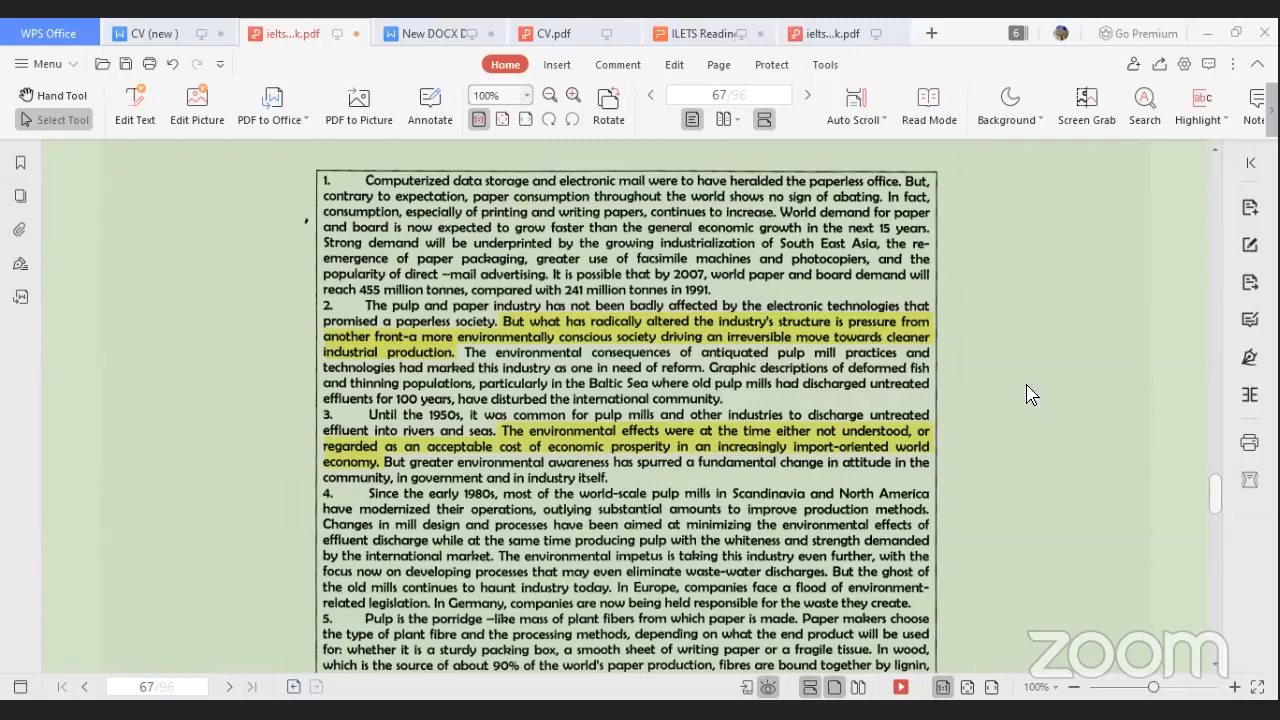 WPS Office
CV (new )
ielts...k.pdf
New DOCX D
CV.pdf
ILETS Reading
ielts...k.pdf
6
Go Premium
Menu
Home
Insert
Comment
Edit
Page
Protect
Tools
Hand Tool
Select Tool
Edit Text
Edit Picture
PDF to Office
PDF to Picture
Annotate
100%
Rotate
67/96
Auto Scroll
Read Mode
Background
Screen Grab
Search
Highlight
Note
1. Computerized data storage and electronic mail were to have heralded the paperless office. But,
contrary to expectation, paper consumption throughout the world shows no sign of abating. In fact,
consumption, especially of printing and writing papers, continues to increase. World demand for paper
and board is now expected to grow faster than the general economic growth in the next 15 years.
Strong demand will be underprinted by the growing industrialization of South East Asia, the re-
emergence of paper packaging, greater use of facsimile machines and photocopiers, and the
popularity of direct –mail advertising. It is possible that by 2007, world paper and board demand will
reach 455 million tonnes, compared with 241 million tonnes in 1991.
2. The pulp and paper industry has not been badly affected by the electronic technologies that
promised a paperless society. But what has radically altered the industry's structure is pressure from
another front-a more environmentally conscious society driving an irreversible move towards cleaner
industrial production. The environmental consequences of antiquated pulp mill practices and
technologies had marked this industry as one in need of reform. Graphic descriptions of deformed fish
and thinning populations, particularly in the Baltic Sea where old pulp mills had discharged untreated
effluents for 100 years, have disturbed the international community.
3. Until the 1950s, it was common for pulp mills and other industries to discharge untreated
effluent into rivers and seas. The environmental effects were at the time either not understood, or
regarded as an acceptable cost of economic prosperity in an increasingly import-oriented world
economy. But greater environmental awareness has spurred a fundamental change in attitude in the
community, in government and in industry itself.
4. Since the early 1980s, most of the world-scale pulp mills in Scandinavia and North America
have modernized their operations, outlying substantial amounts to improve production methods.
Changes in mill design and processes have been aimed at minimizing the environmental effects of
effluent discharge while at the same time producing pulp with the whiteness and strength demanded
by the international market. The environmental impetus is taking this industry even further, with the
focus now on developing processes that may even eliminate waste-water discharges. But the ghost of
the old mills continues to haunt industry today. In Europe, companies face a flood of environment-
related legislation. In Germany, companies are now being held responsible for the waste they create.
5. Pulp is the porridge –like mass of plant fibers from which paper is made. Paper makers choose
the type of plant fibre and the processing methods, depending on what the end product will be used
for: whether it is a sturdy packing box, a smooth sheet of writing paper or a fragile tissue. In wood,
which is the source of about 90% of the world's paper production, fibres are bound together by lignin,
zoom
67/96
100%